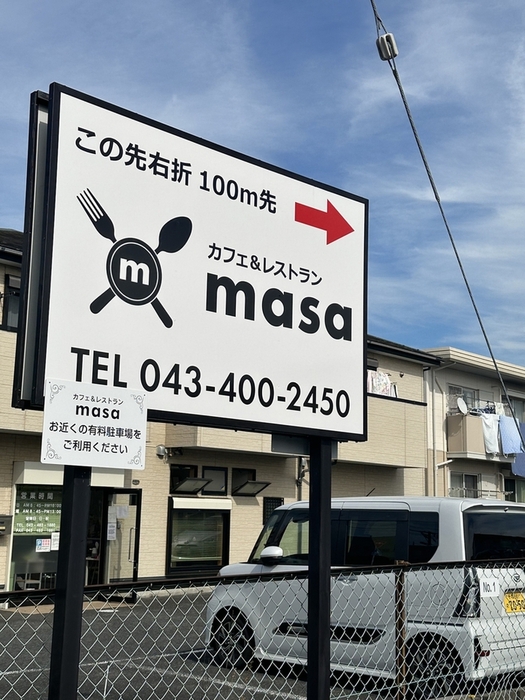 この先右折 100m先
m
カフェ&レストラン
masa
TEL 043-400-2450
カフェ&レストラン
masa
お近くの有料駐車場を
ご利用ください
営業時間
No.1